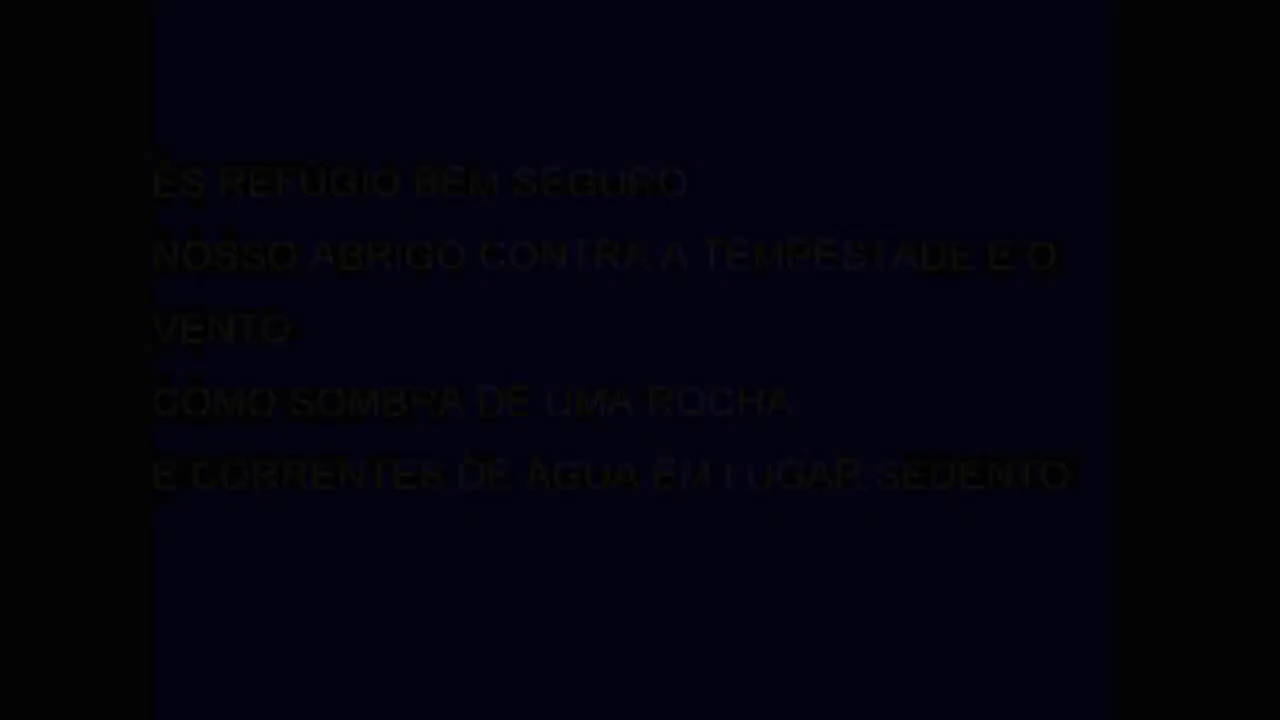 ÉS REFÚGIO BEM SEGURO
NOSSO ABRIGO CONTRA A TEMPESTADE E O
VENTO
COMO SOMBRA DE UMA ROCHA
E CORRENTES DE ÁGUA EM LUGAR SEDENTO